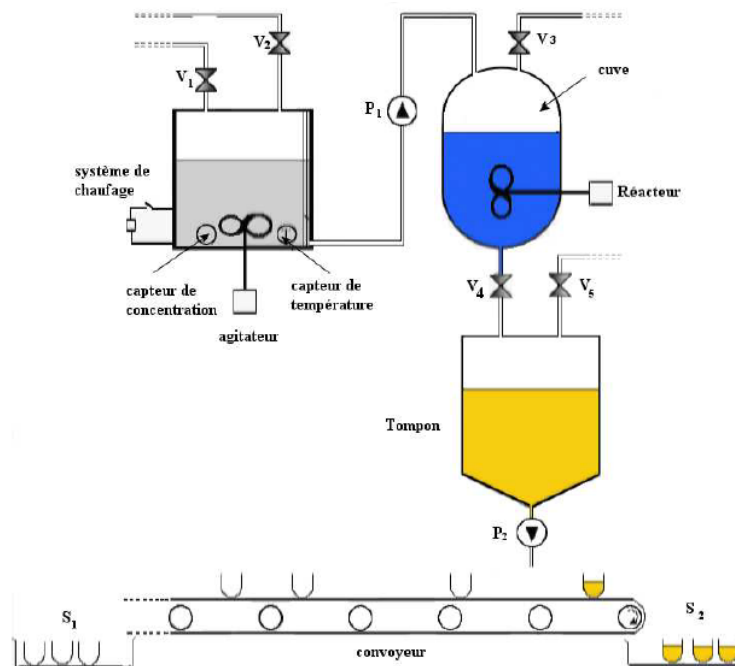 V1
V2
V3
P1
cuve
système de
chaufage
Réacteur
capteur de
concentration
capteur de
température
agitateur
V4
V5
Tompon
P2
S1
S2
convoyeur